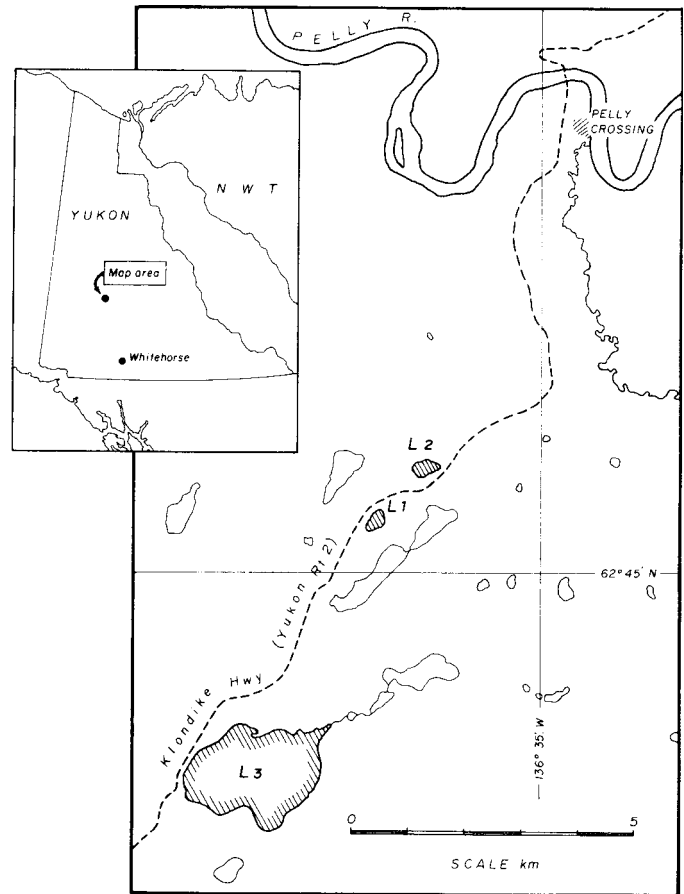 PELLY R.
PELLY
CROSSING
N W T
YUKON
Map area
Whitehorse
L 2
L 1
62° 45' N
(Yukon Rt 2)
Klondike Hwy
136° 35' W
L 3
0 5
SCALE km